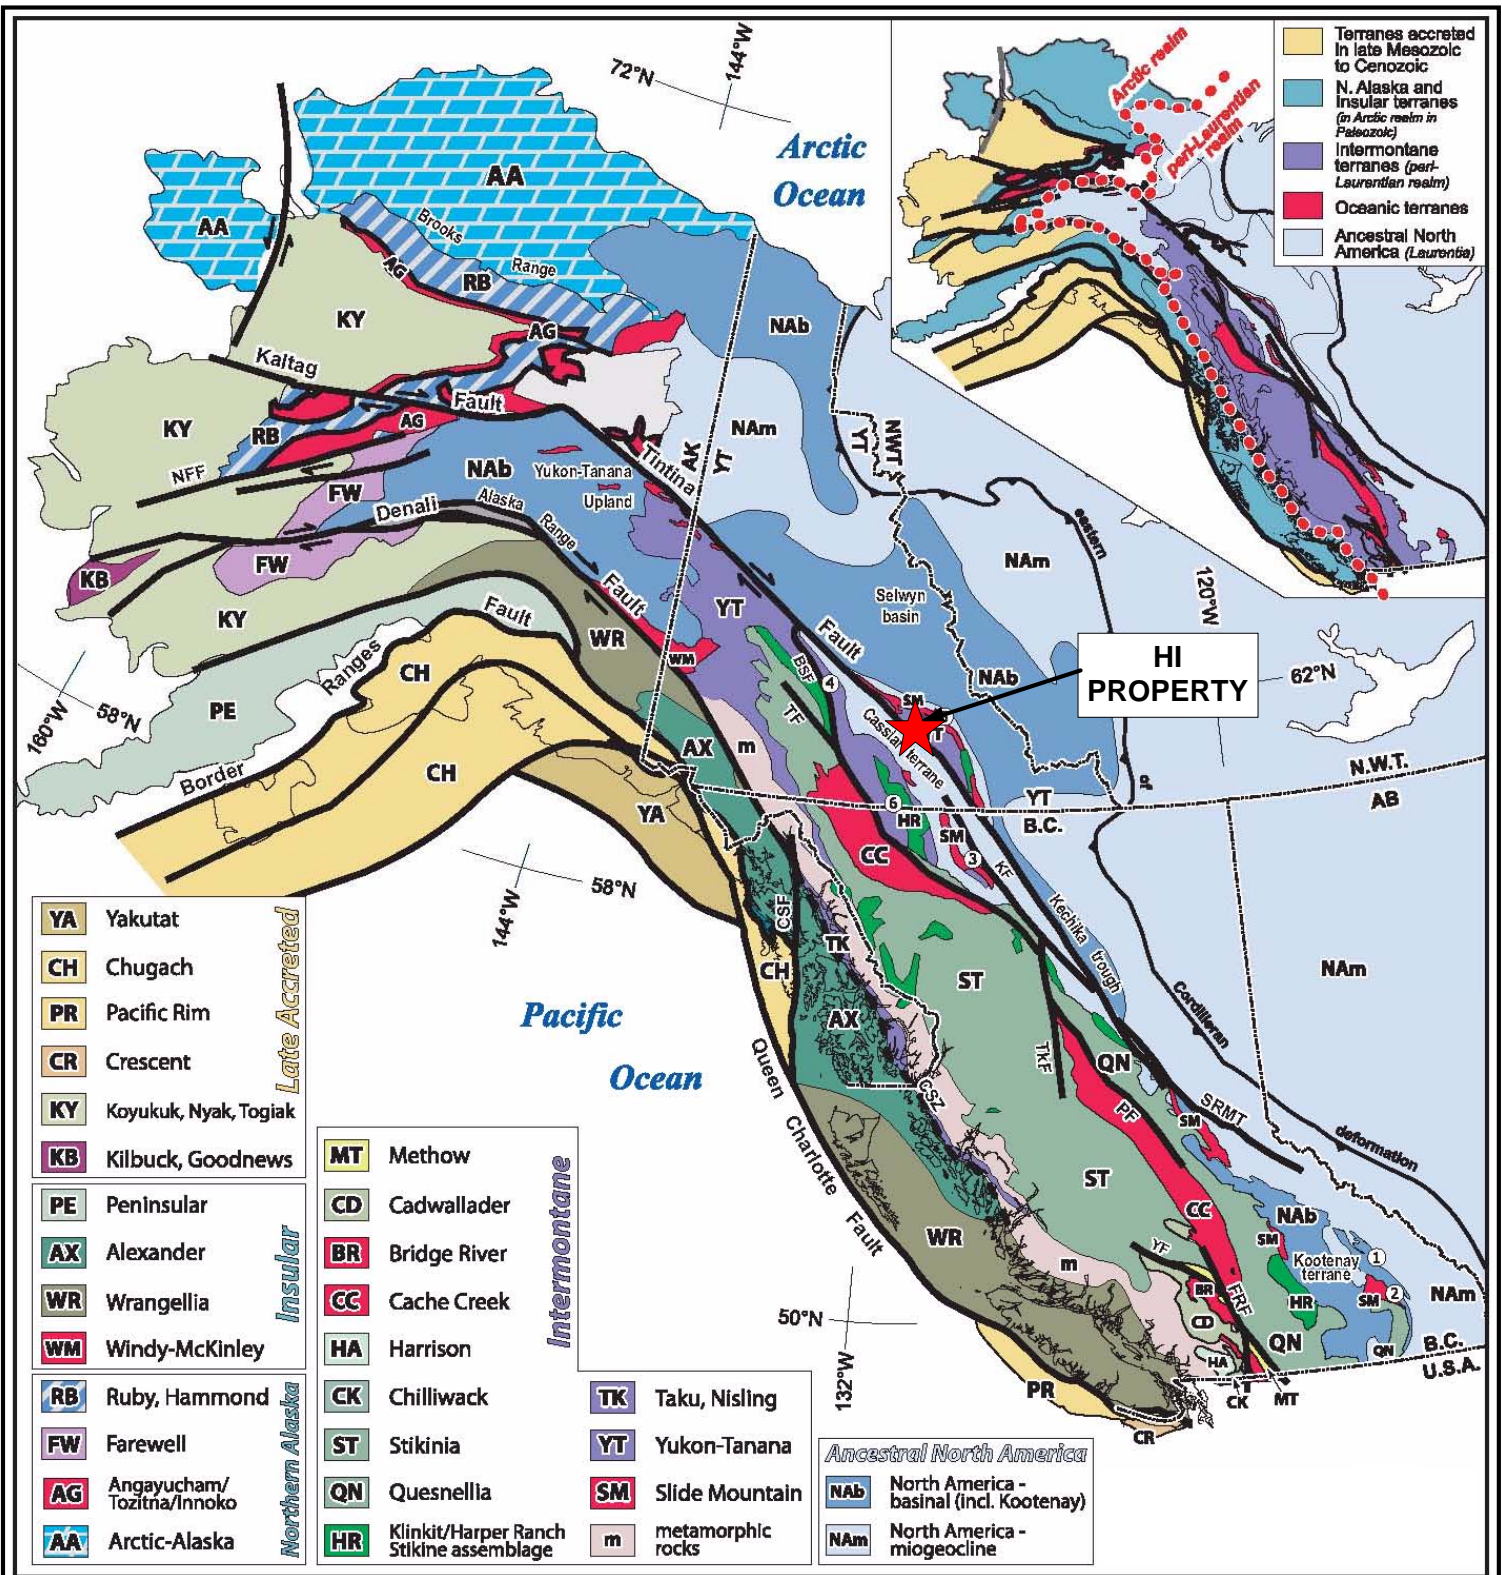 72°N
144°W
Arctic
Ocean
AA
AA
Brooks
Range
AG
RB
KY
AG
NAb
Kaltag
Fault
KY
RB
AG
NFF
NAb
Yukon-Tanana
Upland
Tintina
AK
YT
NAm
YT
NWT
FW
Denali
Alaska
Range
Fault
KB
FW
KY
WR
WM
YT
Fault
Selwyn
basin
NAm
eastern
120°W
NAb
HI
PROPERTY
62°N
160°W
58°N
PE
Border
Ranges
Fault
CH
CH
YA
AX
m
TF
BSF
4
SM
Cassiar terrane
T
6
HR
SM
3
CC
KF
YT
B.C.
N.W.T.
AB
of
Kechika
trough
144°W
58°N
CSF
CH
TK
AX
CSZ
ST
TKF
QN
PF
SM
SRMT
Cordilleran
deformation
NAm
Pacific
Ocean
Queen
Charlotte
Fault
WR
m
ST
CC
YF
FRF
BR
CD
HA
NAb
SM
Kootenay
terrane
1
SM
2
HR
QN
QN
NAm
B.C.
U.S.A.
CK
MT
50°N
132°W
PR
CR
Terranes accreted
in late Mesozoic
to Cenozoic
N. Alaska and
Insular terranes
(in Arctic realm in
Paleozoic)
Intermontane
terranes (peri-
Laurentian realm)
Oceanic terranes
Ancestral North
America (Laurentia)
Arctic realm
peri-Laurentian
realm
Late Accreted
YA Yakutat
CH Chugach
PR Pacific Rim
CR Crescent
KY Koyukuk, Nyak, Togiak
KB Kilbuck, Goodnews
Insular
PE Peninsular
AX Alexander
WR Wrangellia
WM Windy-McKinley
Northern Alaska
RB Ruby, Hammond
FW Farewell
AG Angayucham/
Tozitna/Innoko
AA Arctic-Alaska
Intermontane
MT Methow
CD Cadwallader
BR Bridge River
CC Cache Creek
HA Harrison
CK Chilliwack
ST Stikinia
QN Quesnellia
HR Klinkit/Harper Ranch
Stikine assemblage
TK Taku, Nisling
YT Yukon-Tanana
SM Slide Mountain
m metamorphic
rocks
Ancestral North America
NAb North America -
basinal (incl. Kootenay)
NAm North America -
miogeocline